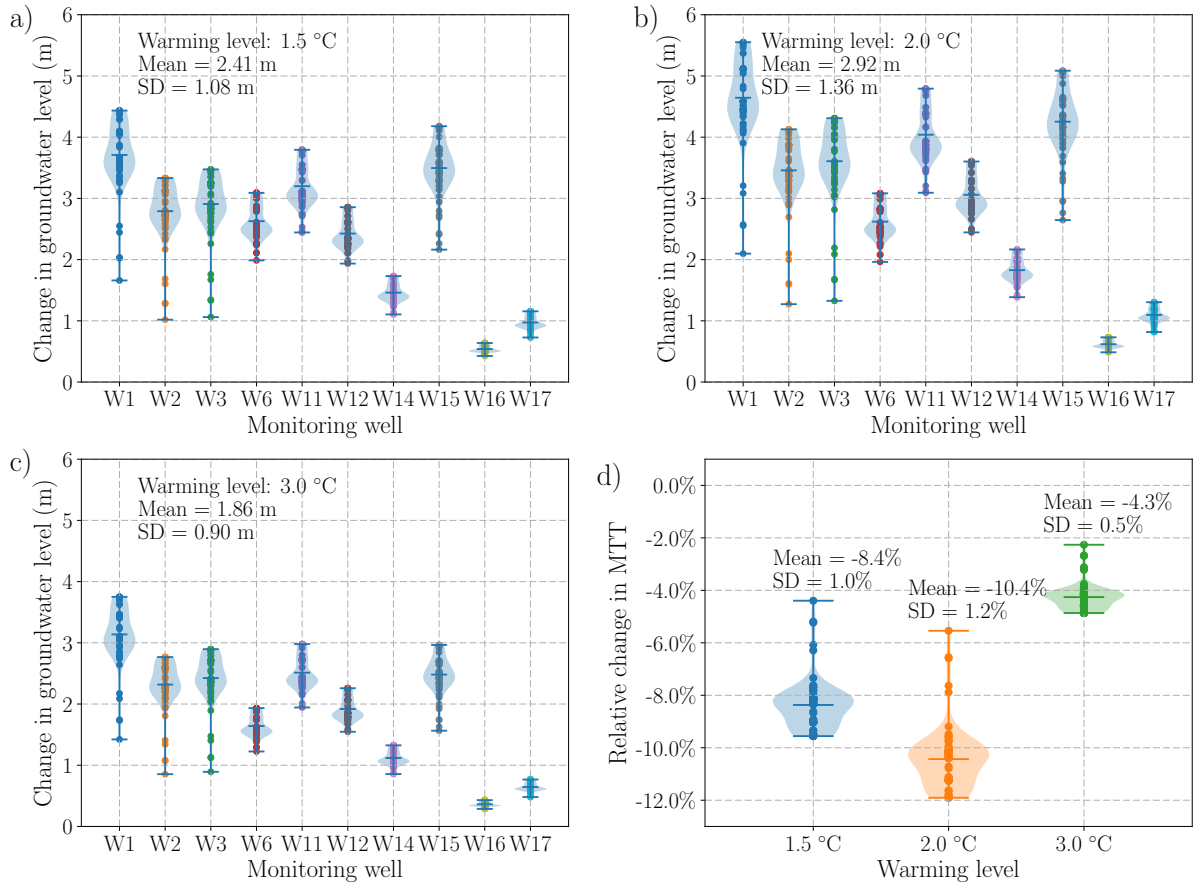 a)
Change in groundwater level (m)
6
5
4
3
2
1
0
Warming level: 1.5 °C
Mean = 2.41 m
SD = 1.08 m
W1 W2 W3 W6 W11 W12 W14 W15 W16 W17
Monitoring well
b)
Change in groundwater level (m)
6
5
4
3
2
1
0
Warming level: 2.0 °C
Mean = 2.92 m
SD = 1.36 m
W1 W2 W3 W6 W11 W12 W14 W15 W16 W17
Monitoring well
c)
Change in groundwater level (m)
6
5
4
3
2
1
0
Warming level: 3.0 °C
Mean = 1.86 m
SD = 0.90 m
W1 W2 W3 W6 W11 W12 W14 W15 W16 W17
Monitoring well
d)
Relative change in MTT
0.0%
-2.0%
-4.0%
-6.0%
-8.0%
-10.0%
-12.0%
Mean = -8.4%
SD = 1.0%
Mean = -10.4%
SD = 1.2%
Mean = -4.3%
SD = 0.5%
1.5 °C 2.0 °C 3.0 °C
Warming level